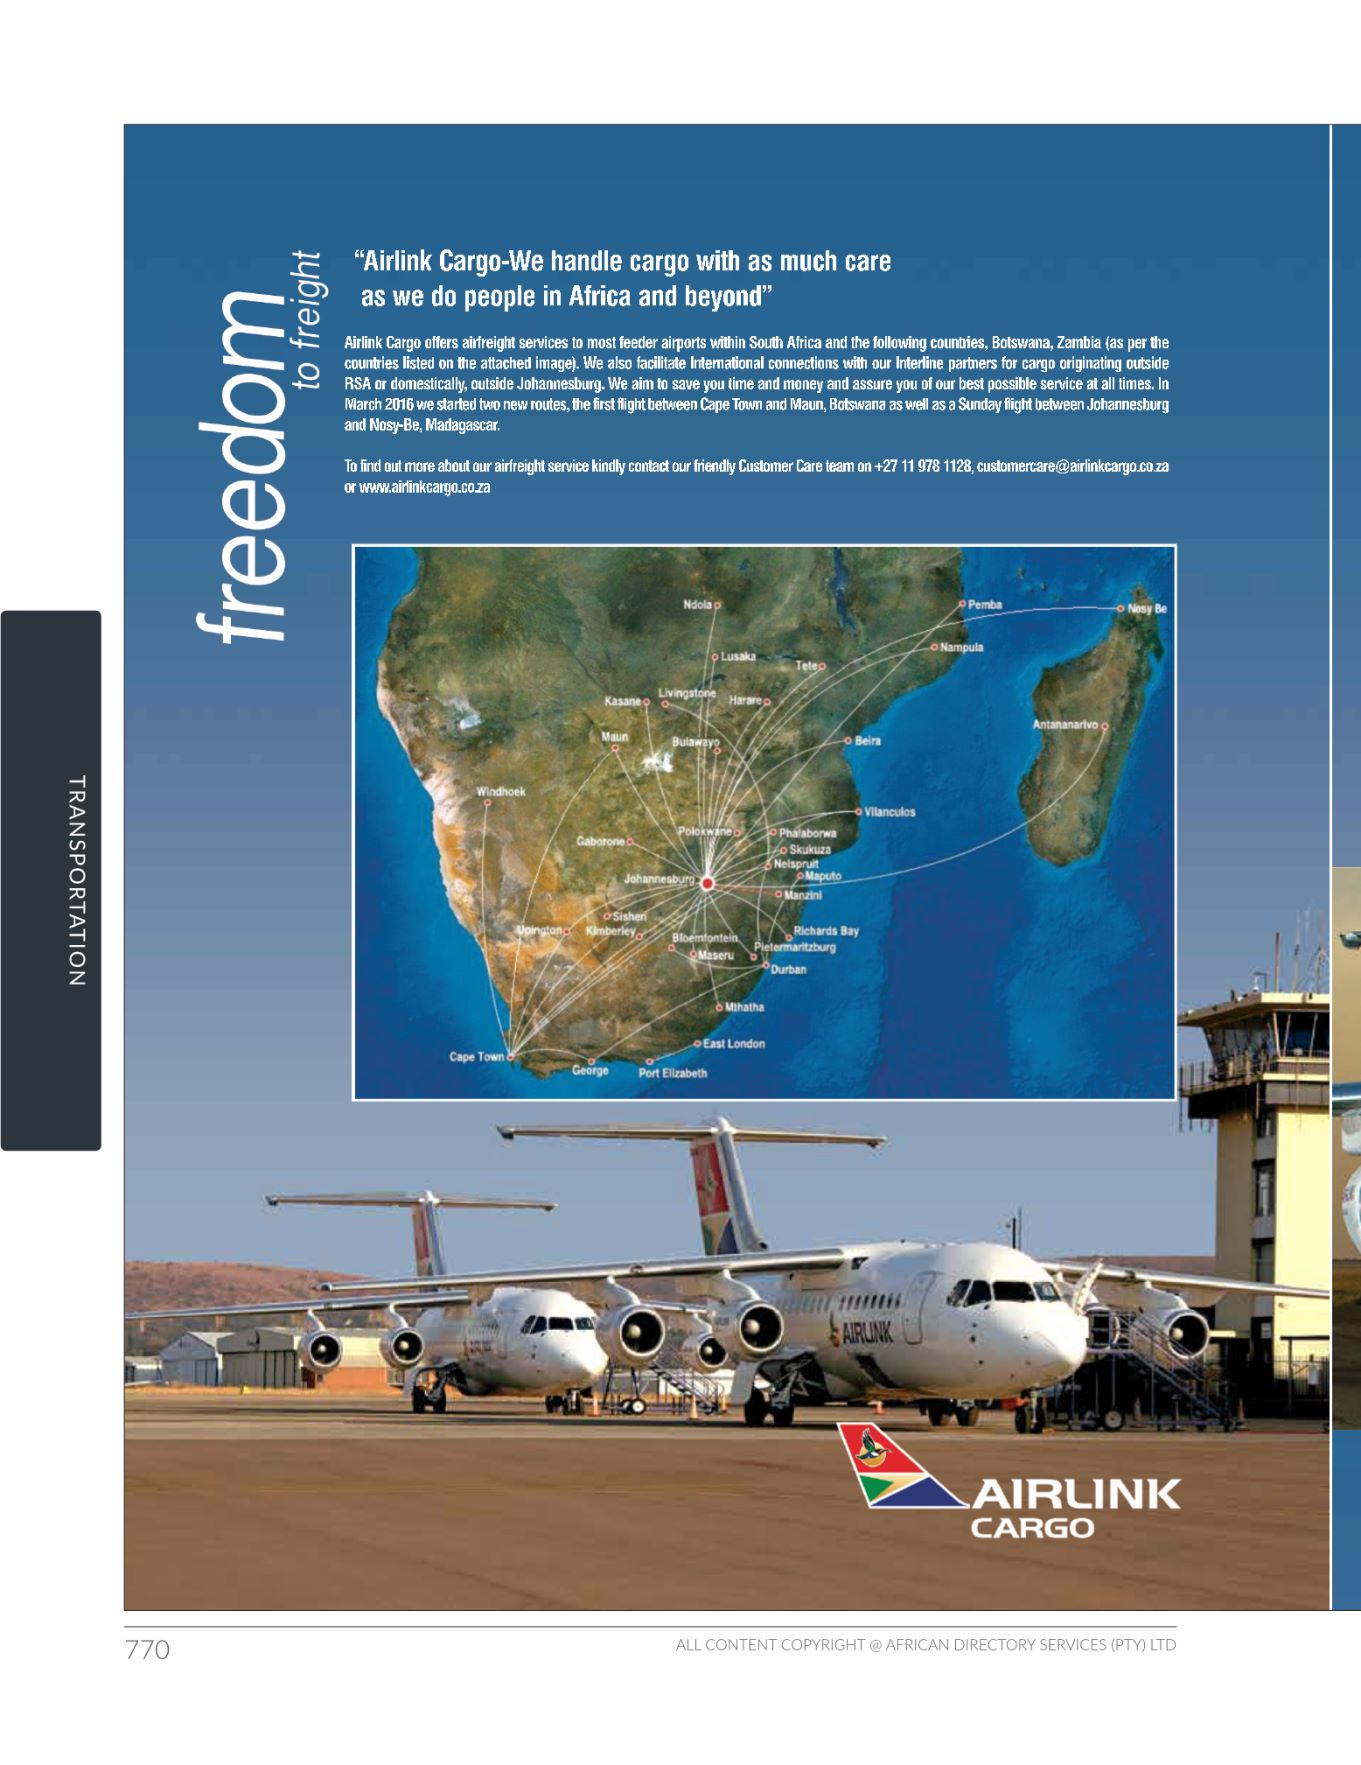 freedom
to freight
“Airlink Cargo-We handle cargo with as much care
as we do people in Africa and beyond”
Airlink Cargo offers airfreight services to most feeder airports within South Africa and the following countries, Botswana, Zambia (as per the
countries listed on the attached image). We also facilitate International connections with our Interline partners for cargo originating outside
RSA or domestically, outside Johannesburg. We aim to save you time and money and assure you of our best possible service at all times. In
March 2016 we started two new routes, the first flight between Cape Town and Maun, Botswana as well as a Sunday flight between Johannesburg
and Nosy-Be, Madagascar.
To find out more about our airfreight service kindly contact our friendly Customer Care team on +27 11 978 1128, customercare@airlinkcargo.co.za
or www.airlinkcargo.co.za
TRANSPORTATION
Ndola
Pemba
Nosy Be
Nampula
Lusaka
Tete
Kasane
Livingstone
Harare
Antananarivo
Maun
Bulawayo
Beira
Windhoek
Vilanculos
Polokwane
Phalaborwa
Gaborone
Skukuza
Nelspruit
Maputo
Johannesburg
Manzini
Sishen
Upington
Kimberley
Richards Bay
Bloemfontein
Pietermaritzburg
Maseru
Durban
Mthatha
East London
Cape Town
George
Port Elizabeth
AIRLINK
AIRLINK
CARGO
770
ALL CONTENT COPYRIGHT @ AFRICAN DIRECTORY SERVICES (PTY) LTD